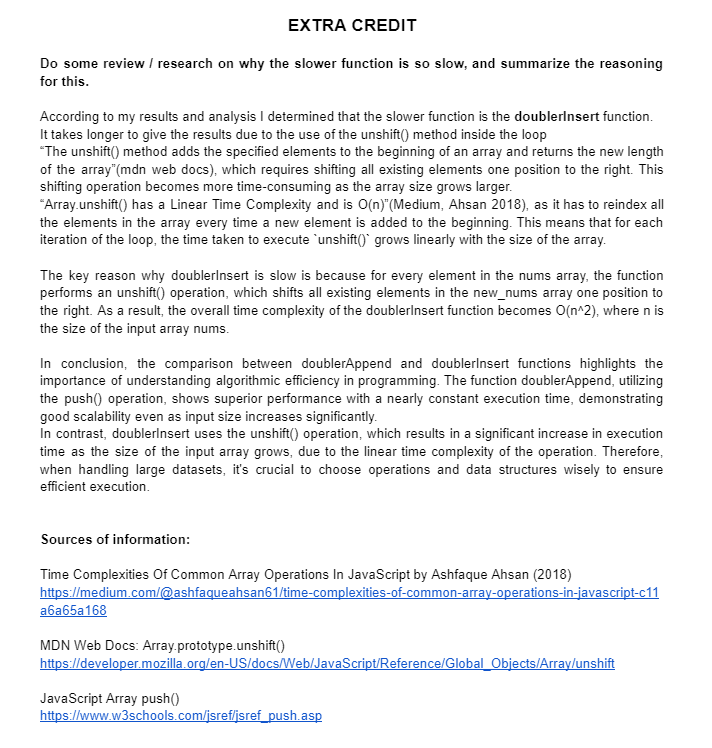 EXTRA CREDIT
Do some review / research on why the slower function is so slow, and summarize the reasoning
for this.
According to my results and analysis I determined that the slower function is the doublerInsert function.
It takes longer to give the results due to the use of the unshift() method inside the loop
“The unshift() method adds the specified elements to the beginning of an array and returns the new length
of the array”(mdn web docs), which requires shifting all existing elements one position to the right. This
shifting operation becomes more time-consuming as the array size grows larger.
“Array.unshift() has a Linear Time Complexity and is O(n)”(Medium, Ahsan 2018), as it has to reindex all
the elements in the array every time a new element is added to the beginning. This means that for each
iteration of the loop, the time taken to execute `unshift()` grows linearly with the size of the array.
The key reason why doublerInsert is slow is because for every element in the nums array, the function
performs an unshift() operation, which shifts all existing elements in the new_nums array one position to
the right. As a result, the overall time complexity of the doublerInsert function becomes O(n^2), where n is
the size of the input array nums.
In conclusion, the comparison between doublerAppend and doublerInsert functions highlights the
importance of understanding algorithmic efficiency in programming. The function doublerAppend, utilizing
the push() operation, shows superior performance with a nearly constant execution time, demonstrating
good scalability even as input size increases significantly.
In contrast, doublerInsert uses the unshift() operation, which results in a significant increase in execution
time as the size of the input array grows, due to the linear time complexity of the operation. Therefore,
when handling large datasets, it's crucial to choose operations and data structures wisely to ensure
efficient execution.
Sources of information:
Time Complexities Of Common Array Operations In JavaScript by Ashfaque Ahsan (2018)
https://medium.com/@ashfaqueahsan61/time-complexities-of-common-array-operations-in-javascript-c11
a6a65a168
MDN Web Docs: Array.prototype.unshift()
https://developer.mozilla.org/en-US/docs/Web/JavaScript/Reference/Global_Objects/Array/unshift
JavaScript Array push()
https://www.w3schools.com/jsref/jsref_push.asp